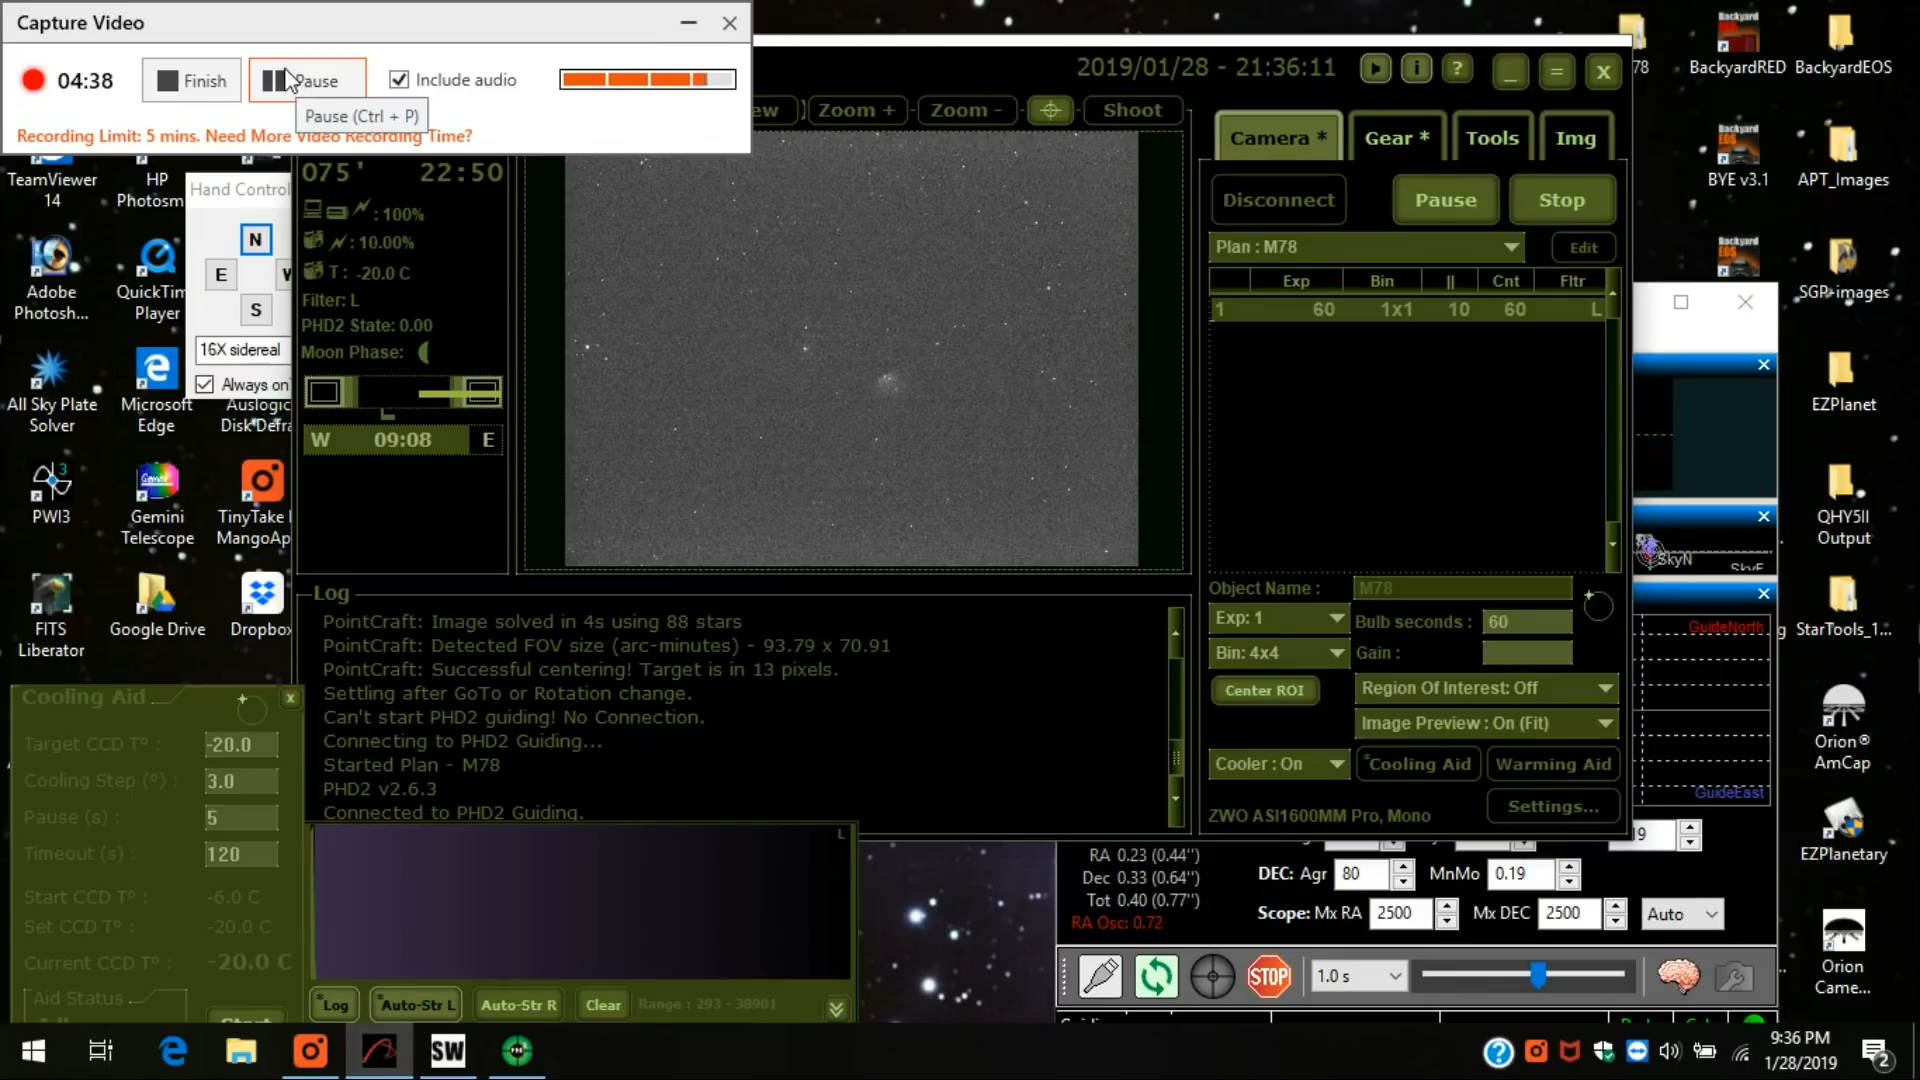 Capture Video
04:38
Finish
Pause
Include audio
Pause (Ctrl + P)
Recording Limit: 5 mins. Need More Video Recording Time?
2019/01/28 - 21:36:11
i
?
_
=
x
Zoom +
Zoom -
Shoot
Camera *
Gear *
Tools
Img
075'
22:50
: 100%
: 10.00%
T : -20.0 C
Filter: L
PHD2 State: 0.00
Moon Phase:
W
09:08
E
Disconnect
Pause
Stop
Plan : M78
Edit
Exp
Bin
||
Cnt
Fltr
1
60
1x1
10
60
L
Object Name :
M78
Exp: 1
Bulb seconds :
60
Bin: 4x4
Gain :
Center ROI
Region Of Interest: Off
Image Preview : On (Fit)
Cooler : On
*Cooling Aid
Warming Aid
ZWO ASI1600MM Pro, Mono
Settings...
Log
PointCraft: Image solved in 4s using 88 stars
PointCraft: Detected FOV size (arc-minutes) - 93.79 x 70.91
PointCraft: Successful centering! Target is in 13 pixels.
Settling after GoTo or Rotation change.
Can't start PHD2 guiding! No Connection.
Connecting to PHD2 Guiding...
Started Plan - M78
PHD2 v2.6.3
Connected to PHD2 Guiding.
L
*Log
*Auto-Str L
Auto-Str R
Clear
Range : 293 - 38901
TeamViewer
14
HP
Photosm...
Hand Control
N
E
W
S
16X sidereal
Always on
Adobe
Photosh...
QuickTim
Player
All Sky Plate
Solver
Microsoft
Edge
Auslogic
Disk Defra
PWI3
Gemini
Telescope
TinyTake
MangoAp
FITS
Liberator
Google Drive
Dropbox
Cooling Aid
x
Target CCD T° :
-20.0
Cooling Step (°) :
3.0
Pause (s) :
5
Timeout (s) :
120
Start CCD T° :
-6.0 C
Set CCD T° :
-20.0 C
Current CCD T° :
-20.0 C
Aid Status
78
BackyardRED
BackyardEOS
BYE v3.1
APT_Images
SGP-images
EZPlanet
QHY5II
Output
StarTools_1...
Orion®
AmCap
EZPlanetary
Orion
Came...
SkyN
SkyE
GuideNorth
GuideEast
RA 0.23 (0.44")
Dec 0.33 (0.64")
Tot 0.40 (0.77")
RA Osc: 0.72
DEC: Agr
80
MnMo
0.19
Scope: Mx RA
2500
Mx DEC
2500
Auto
STOP
1.0 s
SW
9:36 PM
1/28/2019
2